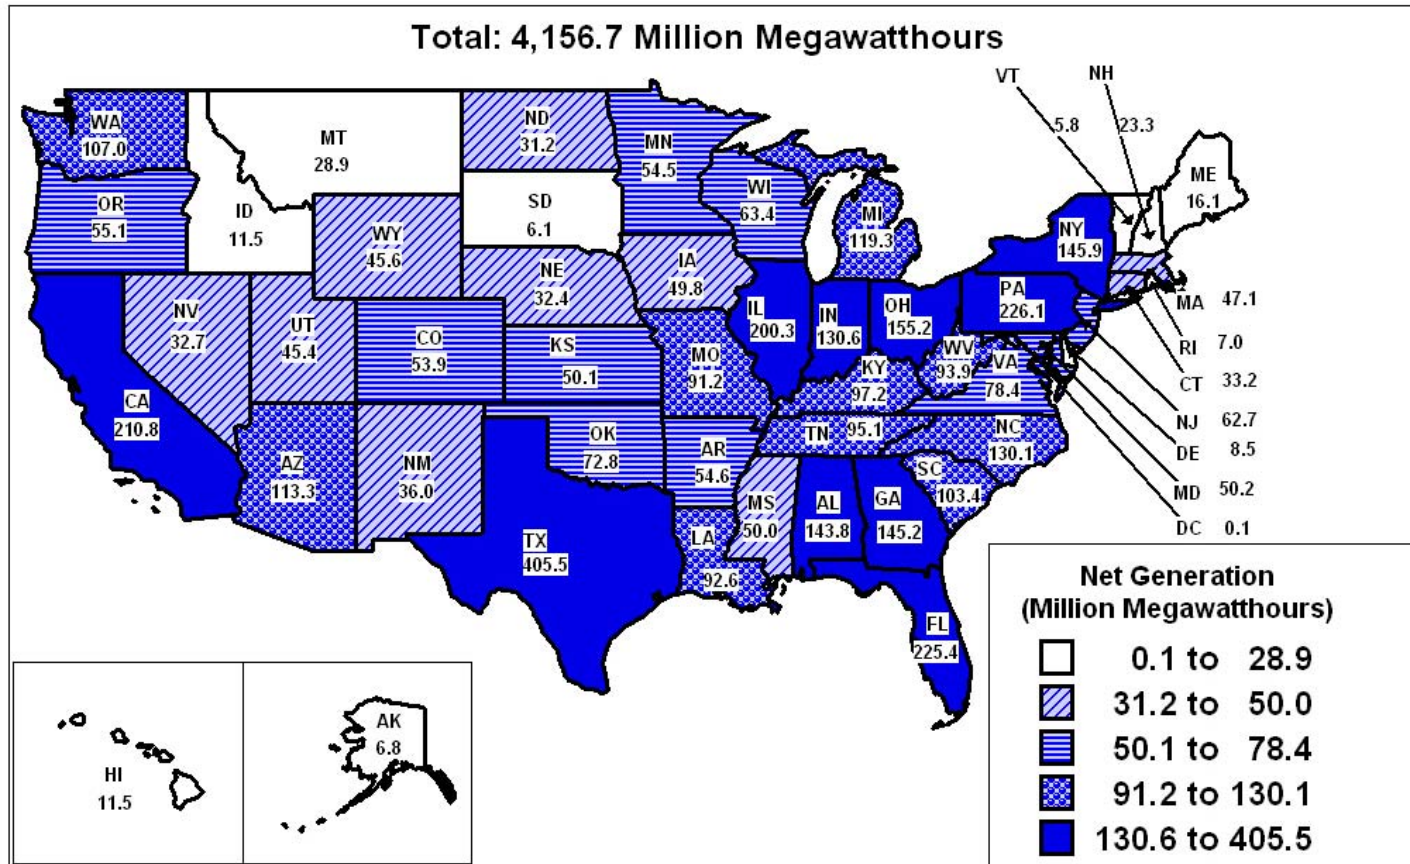 Total: 4,156.7 Million Megawatthours
VT
NH
5.8
23.3
WA
107.0
MT
28.9
ND
31.2
MN
54.5
ME
16.1
OR
55.1
ID
11.5
WY
45.6
SD
6.1
WI
63.4
MI
119.3
NY
145.9
NE
32.4
IA
49.8
NV
32.7
UT
45.4
CO
53.9
KS
50.1
MO
91.2
IL
200.3
IN
130.6
OH
155.2
PA
226.1
WV
93.9
VA
78.4
KY
97.2
MA 47.1
RI 7.0
CT 33.2
NJ 62.7
DE 8.5
MD 50.2
DC 0.1
CA
210.8
AZ
113.3
NM
36.0
OK
72.8
AR
54.6
TN 95.1
NC
130.1
SC
103.4
MS
50.0
AL
143.8
GA
145.2
TX
405.5
LA
92.6
FL
225.4
HI
11.5
AK
6.8
Net Generation
(Million Megawatthours)
0.1 to 28.9
31.2 to 50.0
50.1 to 78.4
91.2 to 130.1
130.6 to 405.5